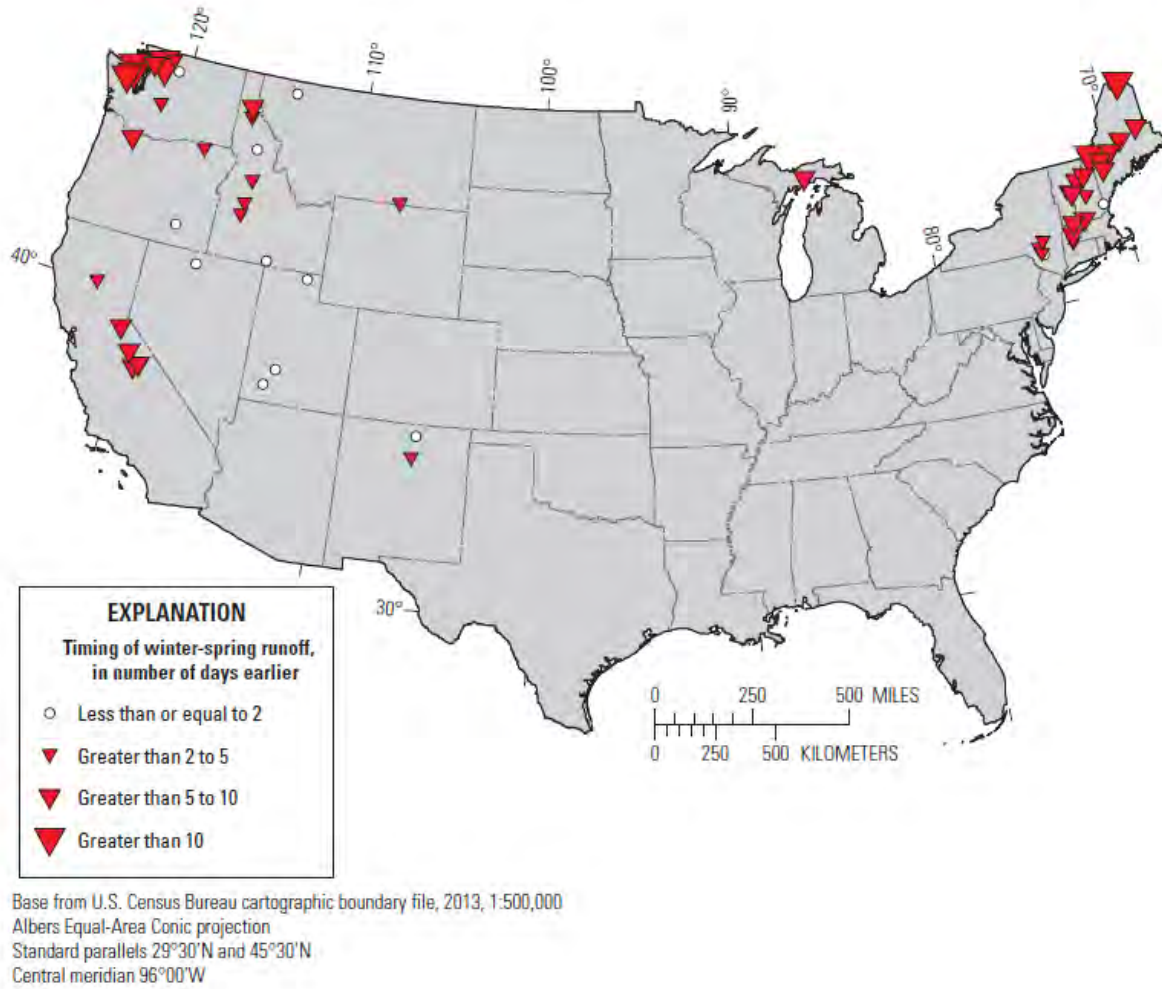 120°
110°
100°
90°
70°
80°
40°
30°
EXPLANATION
Timing of winter-spring runoff,
in number of days earlier
Less than or equal to 2
Greater than 2 to 5
Greater than 5 to 10
Greater than 10
0 250 500 MILES
0 250 500 KILOMETERS
Base from U.S. Census Bureau cartographic boundary file, 2013, 1:500,000
Albers Equal-Area Conic projection
Standard parallels 29°30'N and 45°30'N
Central meridian 96°00'W